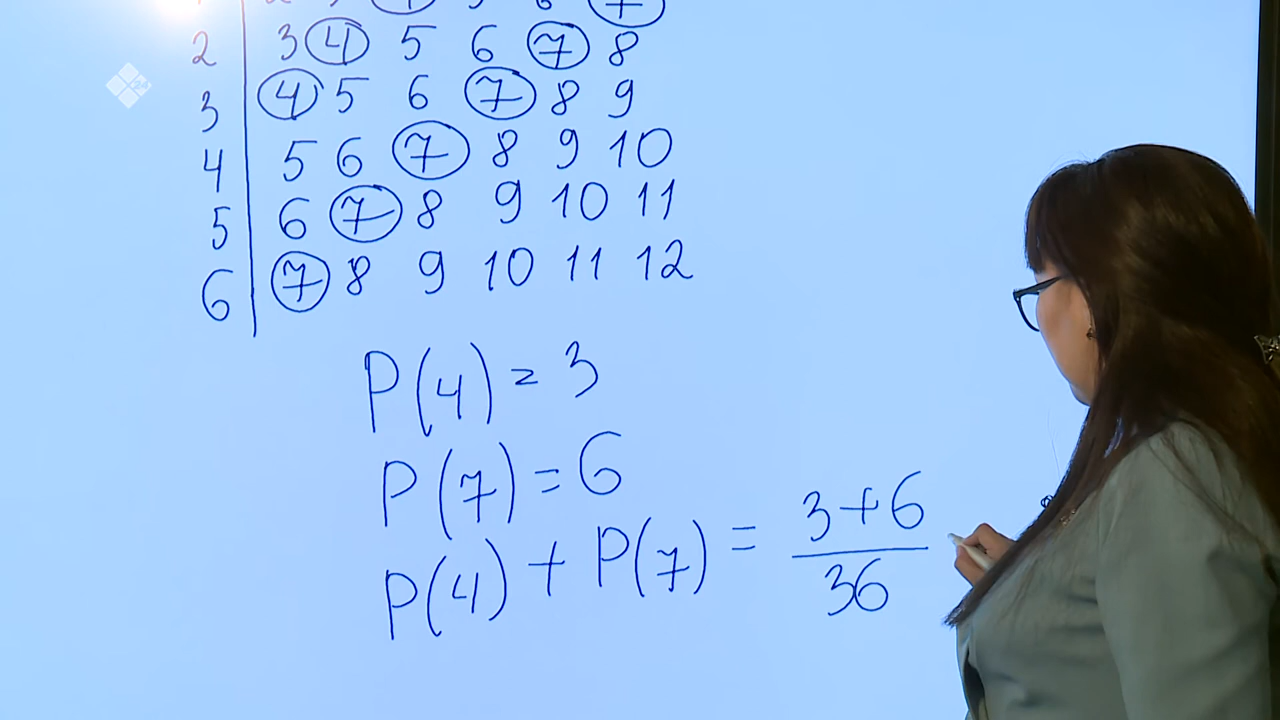 2 3 4 5 6 7 8
3 4 5 6 7 8 9
4 5 6 7 8 9 10
5 6 7 8 9 10 11
6 7 8 9 10 11 12
P(4) = 3
P(7) = 6
P(4) + P(7) = 3+6/36
24